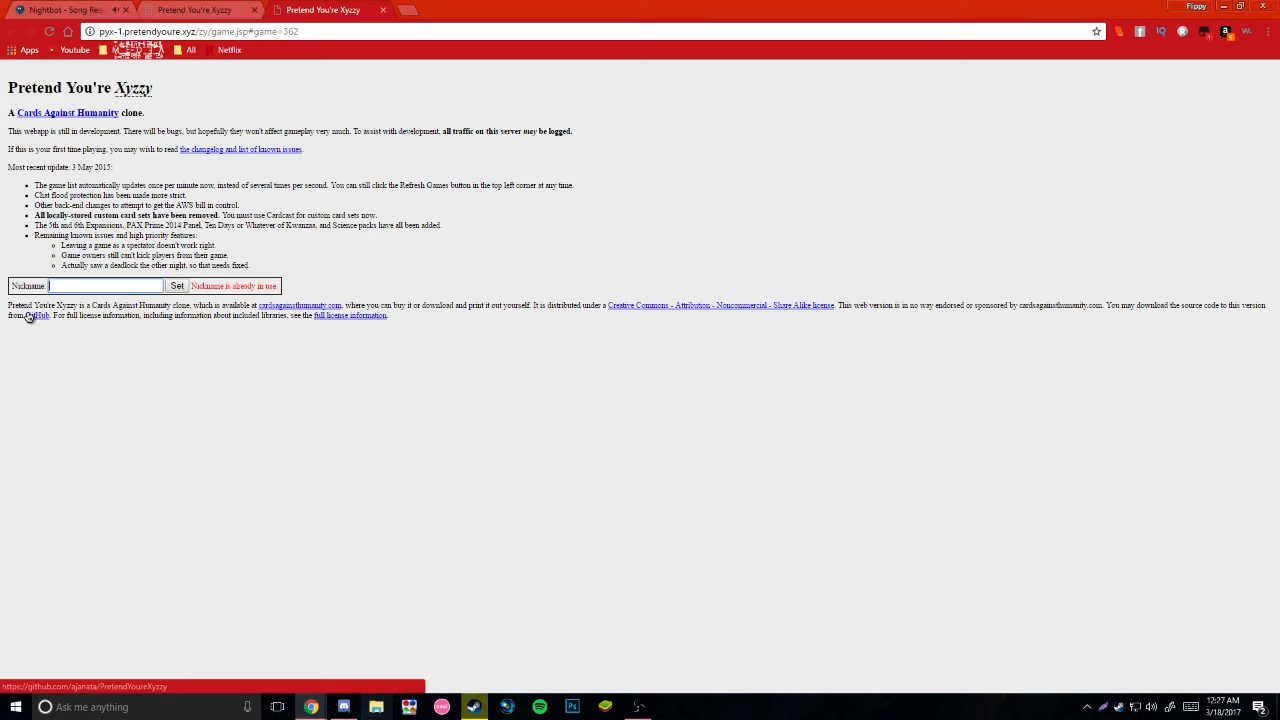 Nightbot - Song Req
Pretend You're Xyzzy
Pretend You're Xyzzy
Flippy
pyx-1.pretendyoure.xyz/zy/game.jsp#game=362
Apps
Youtube
M E D I A
All
Netflix
Pretend You're Xyzzy
A Cards Against Humanity clone.
This webapp is still in development. There will be bugs, but hopefully they won't affect gameplay very much. To assist with development, all traffic on this server may be logged.
If this is your first time playing, you may wish to read the changelog and list of known issues.
Most recent update: 3 May 2015:
The game list automatically updates once per minute now, instead of several times per second. You can still click the Refresh Games button in the top left corner at any time.
Chat flood protection has been made more strict.
Other back-end changes to attempt to get the AWS bill in control.
All locally-stored custom card sets have been removed. You must use Cardcast for custom card sets now.
The 5th and 6th Expansions, PAX Prime 2014 Panel, Ten Days or Whatever of Kwanzaa, and Science packs have all been added.
Remaining known issues and high priority features:
Leaving a game as a spectator doesn't work right.
Game owners still can't kick players from their game.
Actually saw a deadlock the other night, so that needs fixed.
Nickname: Set Nickname is already in use.
Pretend You're Xyzzy is a Cards Against Humanity clone, which is available at cardsagainsthumanity.com, where you can buy it or download and print it out yourself. It is distributed under a Creative Commons - Attribution - Noncommercial - Share Alike license. This web version is in no way endorsed or sponsored by cardsagainsthumanity.com. You may download the source code to this version
from GitHub. For full license information, including information about included libraries, see the full license information.
https://github.com/ajanata/PretendYoureXyzzy
Ask me anything
osu!
Ps
12:27 AM
3/18/2017